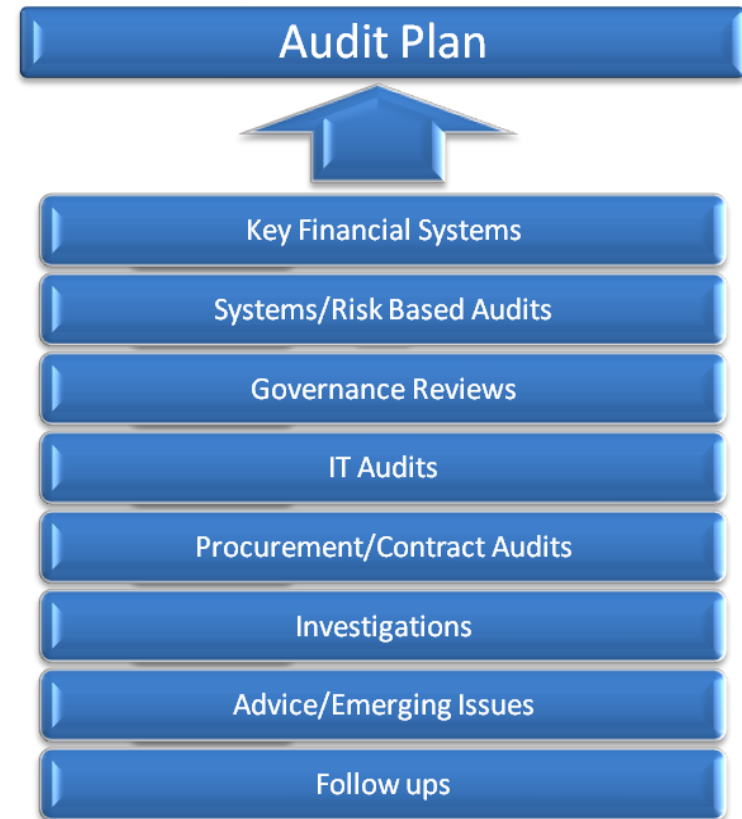 Audit Plan
Key Financial Systems
Systems/Risk Based Audits
Governance Reviews
IT Audits
Procurement/Contract Audits
Investigations
Advice/Emerging Issues
Follow ups